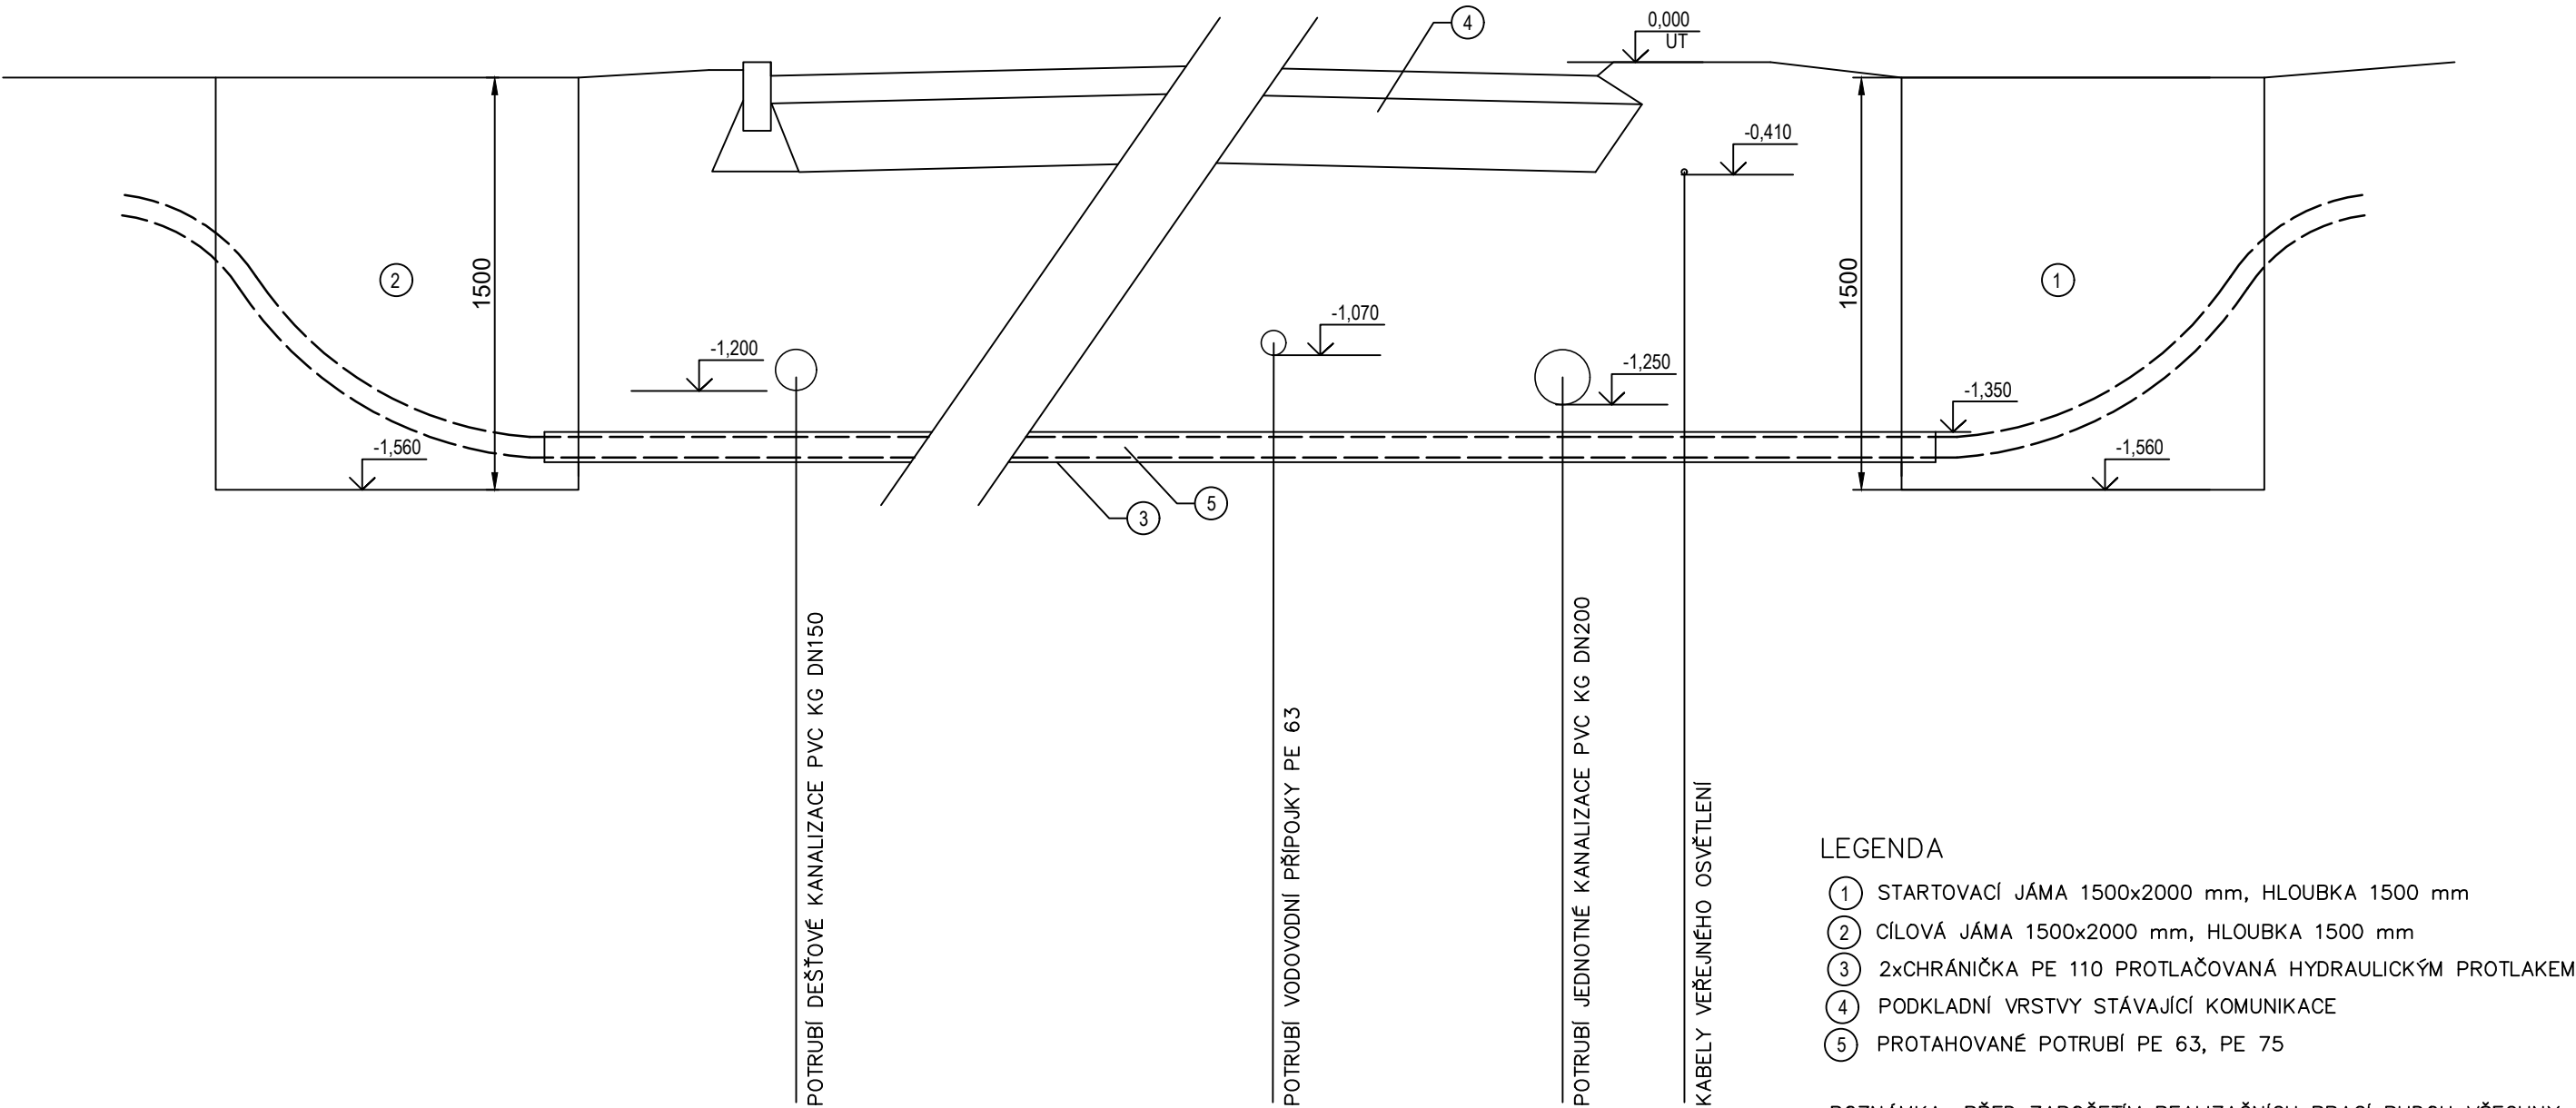 4
0,000
UT
-0,410
2
1500
1500
1
-1,070
-1,200
-1,250
-1,350
-1,560
-1,560
5
3
POTRUBÍ DEŠŤOVÉ KANALIZACE PVC KG DN150
POTRUBÍ VODOVODNÍ PŘÍPOJKY PE 63
POTRUBÍ JEDNOTNÉ KANALIZACE PVC KG DN200
KABELY VEŘEJNÉHO OSVĚTLENÍ
LEGENDA
1 STARTOVACÍ JÁMA 1500x2000 mm, HLOUBKA 1500 mm
2 CÍLOVÁ JÁMA 1500x2000 mm, HLOUBKA 1500 mm
3 2xCHRÁNIČKA PE 110 PROTLAČOVANÁ HYDRAULICKÝM PROTLAKEM
4 PODKLADNÍ VRSTVY STÁVAJÍCÍ KOMUNIKACE
5 PROTAHOVANÉ POTRUBÍ PE 63, PE 75